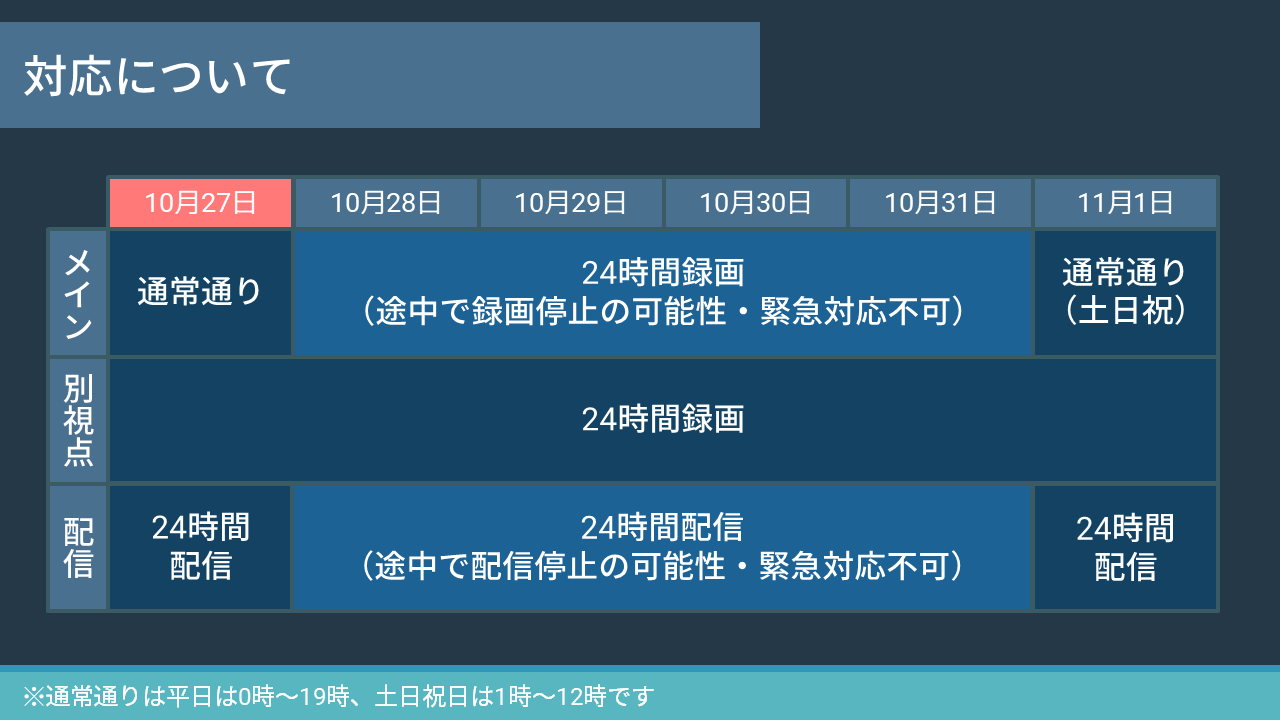 対応について
10月27日
10月28日
10月29日
10月30日
10月31日
11月1日
メイン
通常通り
24時間録画
（途中で録画停止の可能性・緊急対応不可）
通常通り
（土日祝）
別視点
24時間録画
配信
24時間
配信
24時間配信
（途中で配信停止の可能性・緊急対応不可）
24時間
配信
※通常通りは平日は0時～19時、土日祝日は1時～12時です